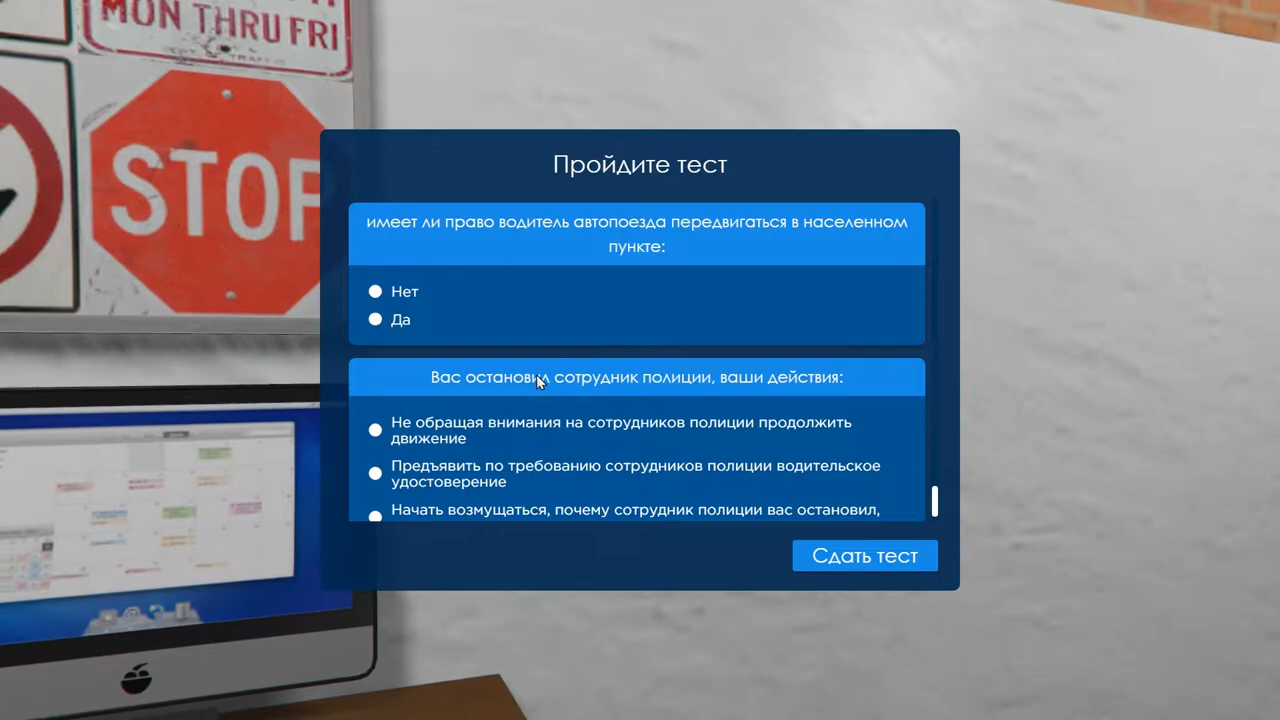 MON THRU FRI
STOP
Пройдите тест
имеет ли право водитель автопоезда передвигаться в населенном
пункте:
Нет
Да
Вас остановил сотрудник полиции, ваши действия:
Не обращая внимания на сотрудников полиции продолжить
движение
Предъявить по требованию сотрудников полиции водительское
удостоверение
Начать возмущаться, почему сотрудник полиции вас остановил,
Сдать тест